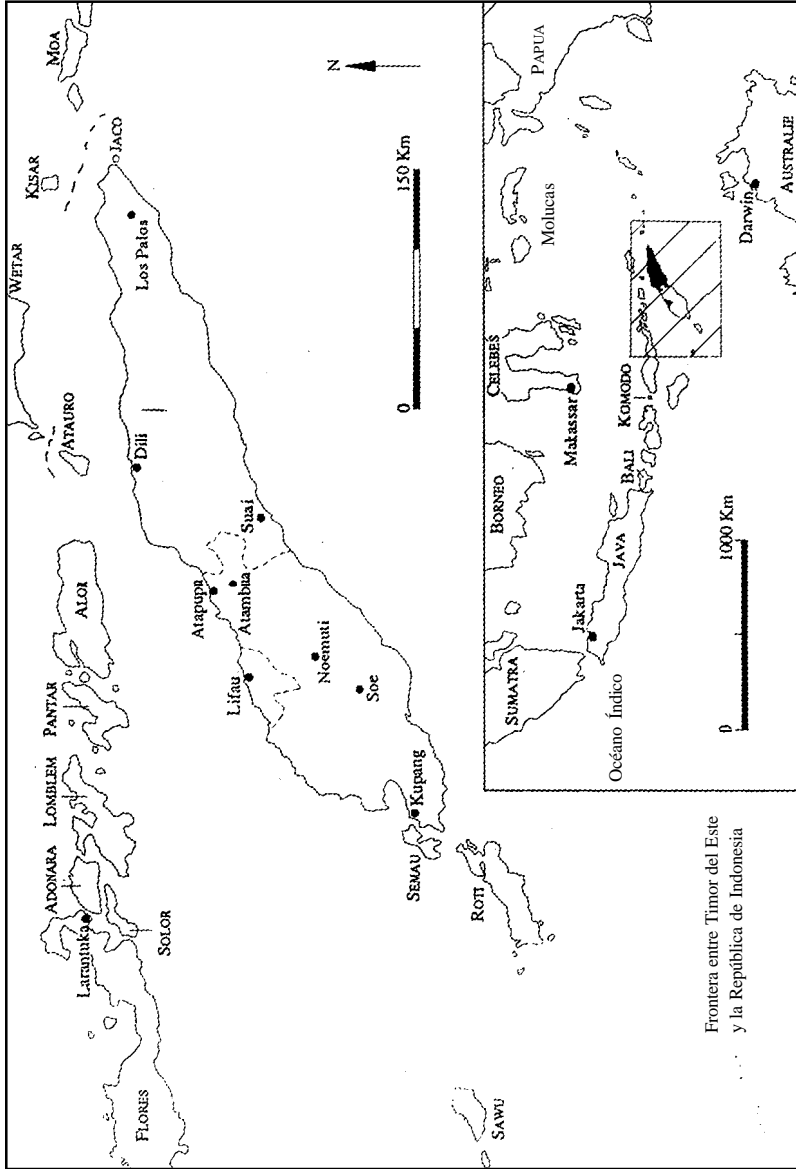 WETAR
KISAR
MOA
ATAURO
JACO
ALOR
PANTAR
LOMBLEM
ADONARA
Larantuka
SOLOR
FLORES
N
Dili
Los Palos
Suai
Atapupu
Atambua
Lifau
Noemuti
Soe
Kupang
SEMAU
ROTI
SAWU
0
150 Km
Frontera entre Timor del Este
y la República de Indonesia
SUMATRA
BORNEO
CELEBES
Molucas
PAPUA
Makassar
Jakarta
JAVA
BALI
KOMODO
Darwin
AUSTRALIE
Océano Índico
0
1000 Km